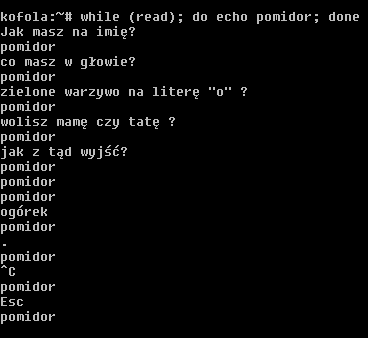 kofola:~# while (read); do echo pomidor; done
Jak masz na imię?
pomidor
co masz w głowie?
pomidor
zielone warzywo na literę "o" ?
pomidor
wolisz mamę czy tatę ?
pomidor
jak z tąd wyjść?
pomidor
pomidor
pomidor
ogórek
pomidor
.
pomidor
^C
pomidor
Esc
pomidor